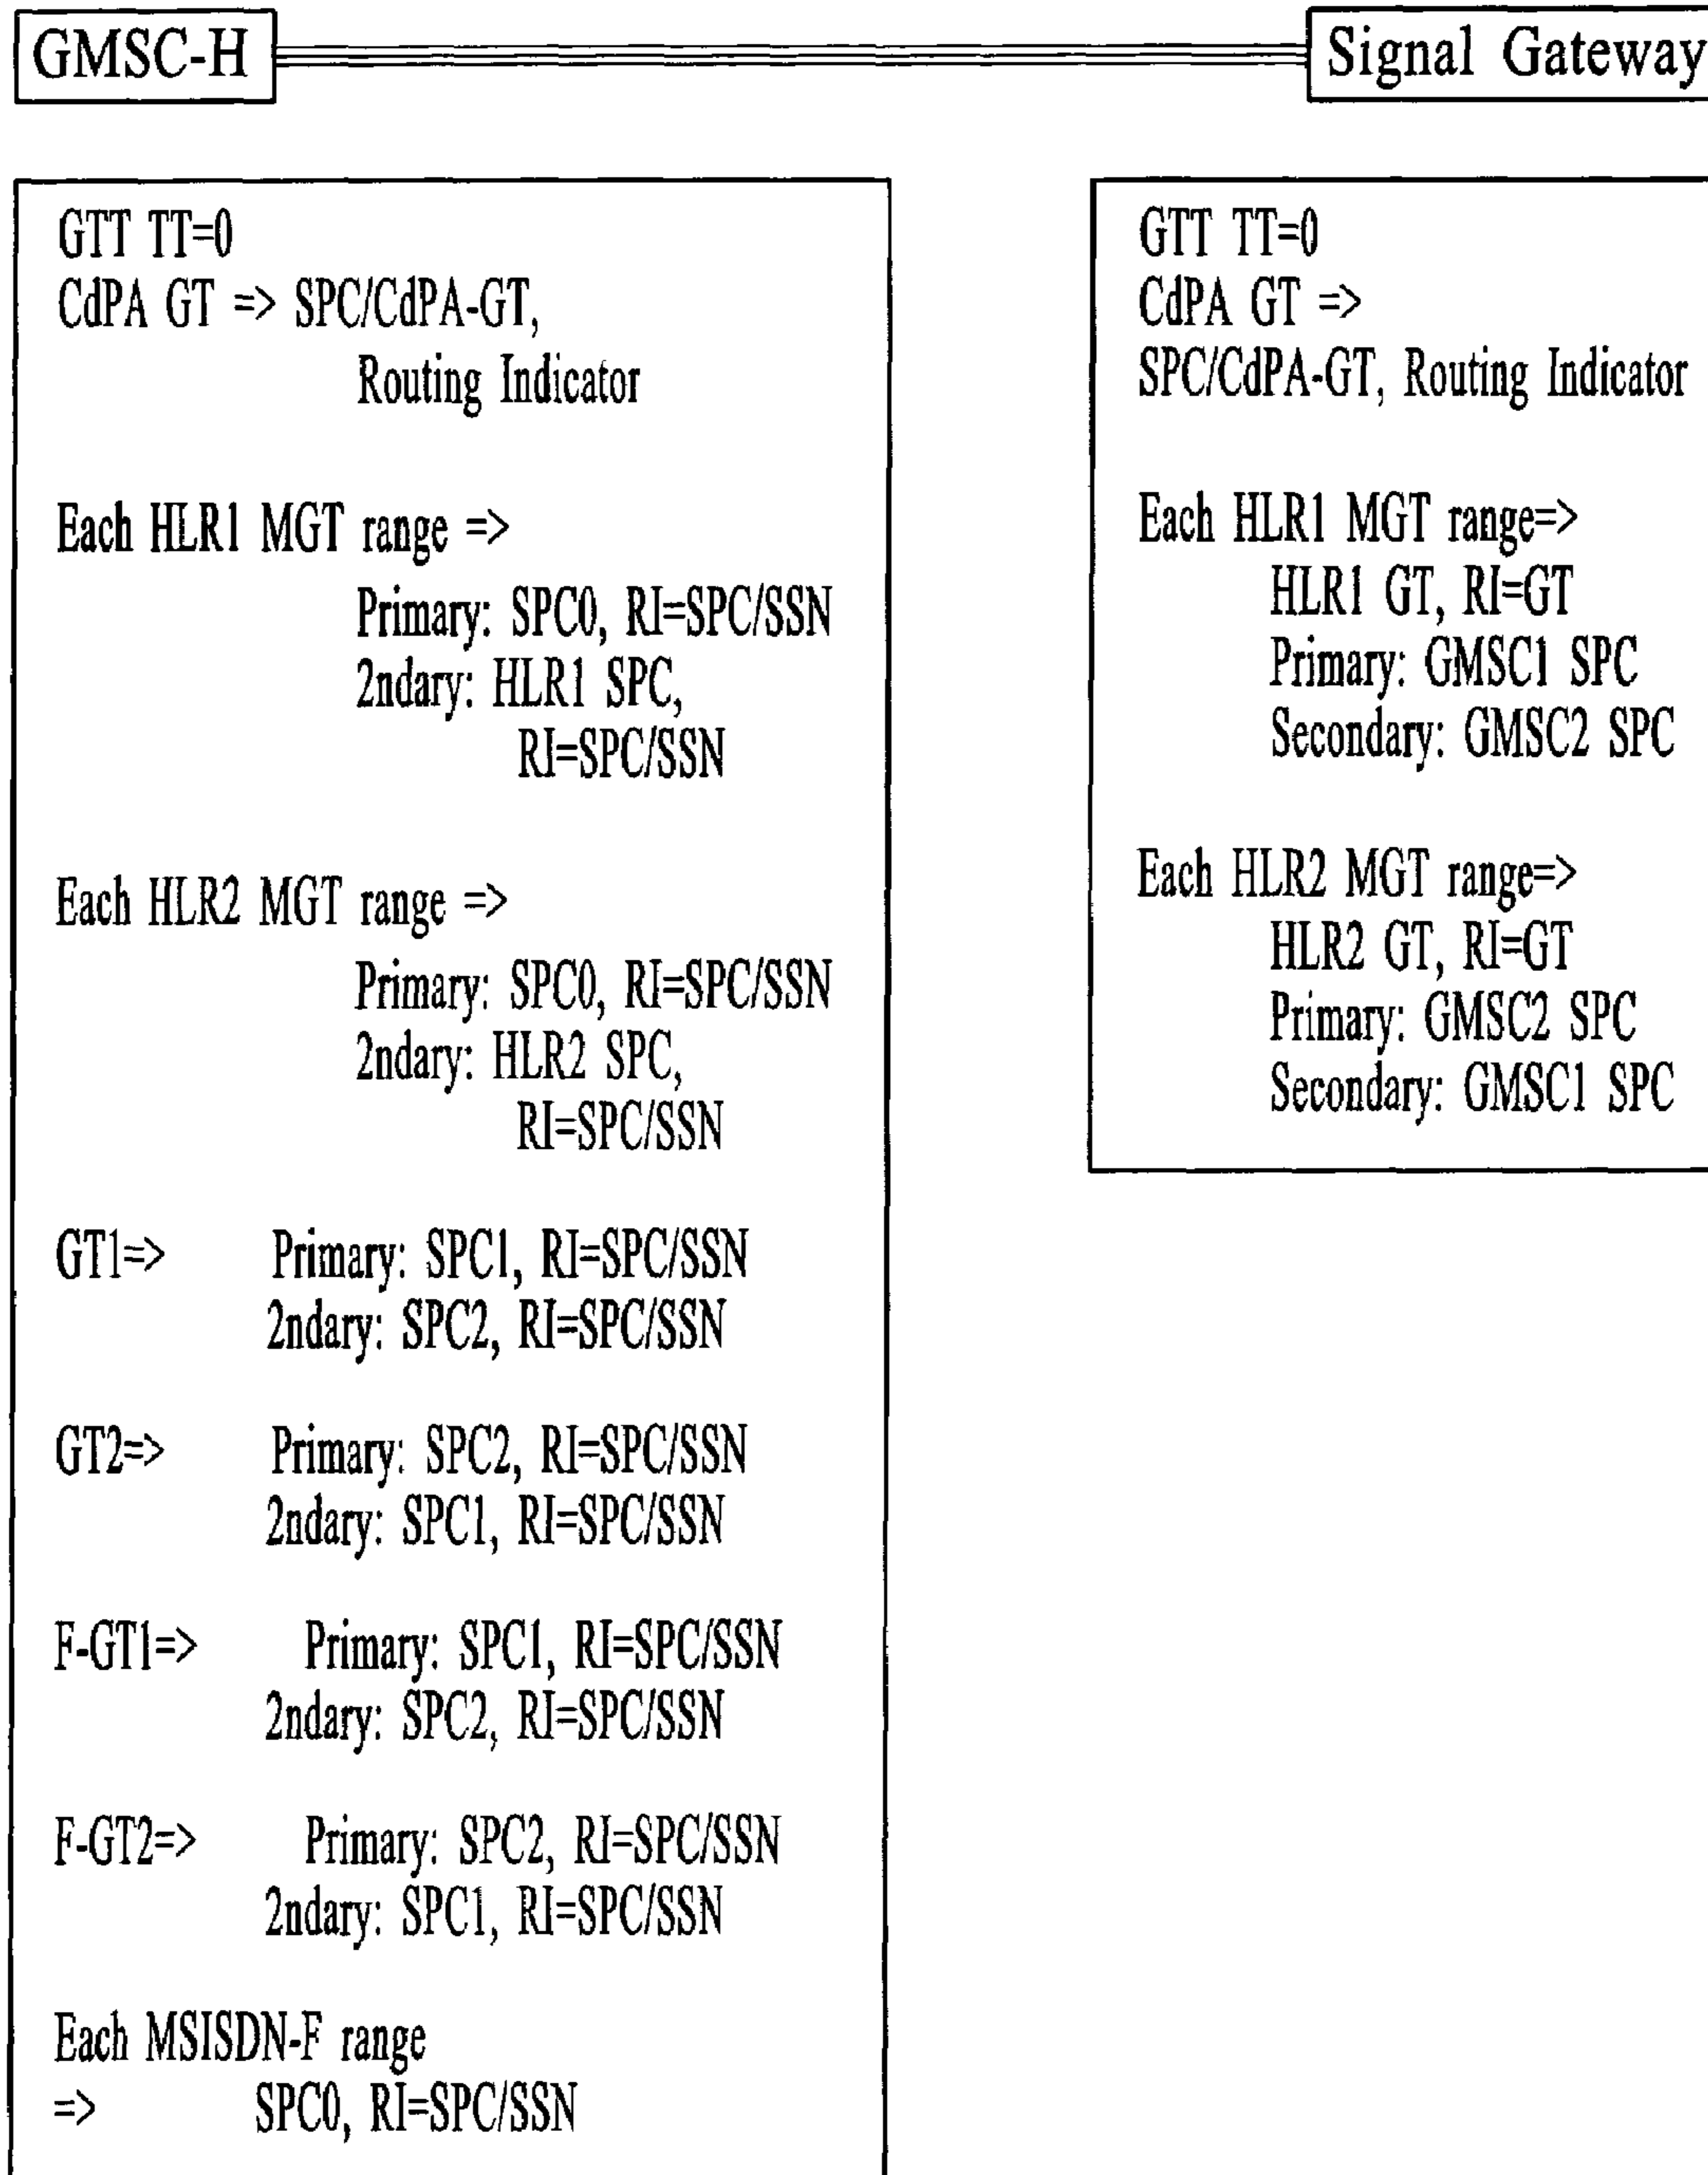 GMSC-H
Signal Gateway
GTT TT=0
CdPA GT => SPC/CdPA-GT,
Routing Indicator
Each HLR1 MGT range =>
Primary: SPC0, RI=SPC/SSN
2ndary: HLR1 SPC,
RI=SPC/SSN
Each HLR2 MGT range =>
Primary: SPC0, RI=SPC/SSN
2ndary: HLR2 SPC,
RI=SPC/SSN
GT1=> Primary: SPC1, RI=SPC/SSN
2ndary: SPC2, RI=SPC/SSN
GT2=> Primary: SPC2, RI=SPC/SSN
2ndary: SPC1, RI=SPC/SSN
F-GT1=> Primary: SPC1, RI=SPC/SSN
2ndary: SPC2, RI=SPC/SSN
F-GT2=> Primary: SPC2, RI=SPC/SSN
2ndary: SPC1, RI=SPC/SSN
Each MSISDN-F range
=> SPC0, RI=SPC/SSN
GTT TT=0
CdPA GT =>
SPC/CdPA-GT, Routing Indicator
Each HLR1 MGT range=>
HLR1 GT, RI=GT
Primary: GMSC1 SPC
Secondary: GMSC2 SPC
Each HLR2 MGT range=>
HLR2 GT, RI=GT
Primary: GMSC2 SPC
Secondary: GMSC1 SPC